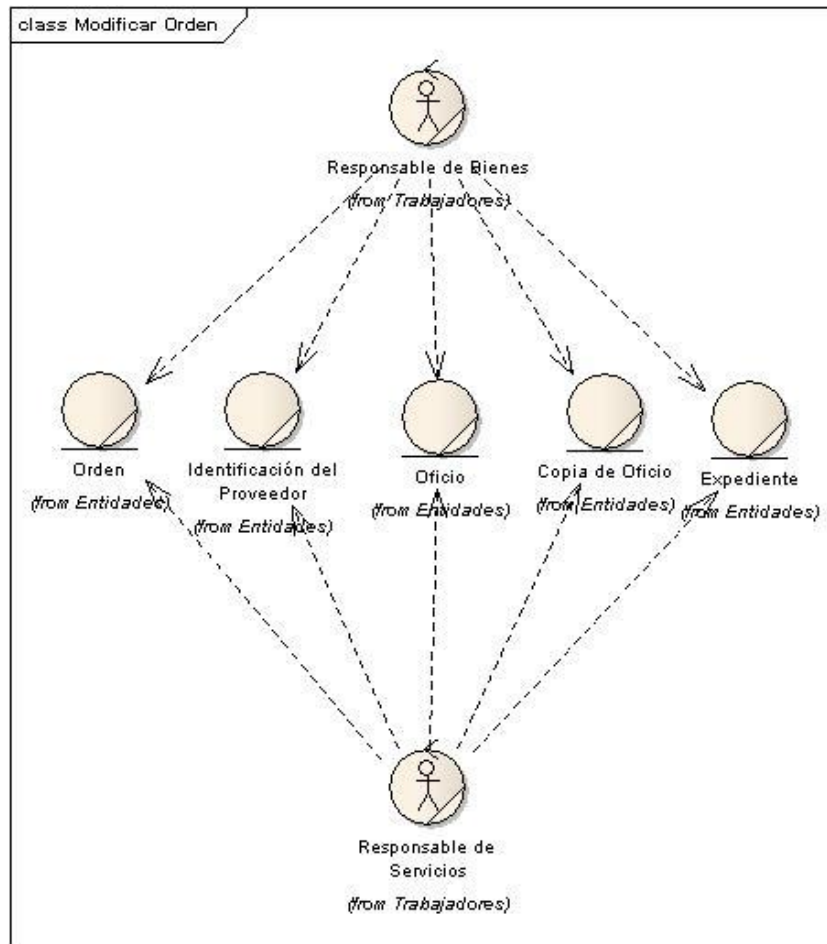 class Modificar Orden
Responsable de Bienes
(from Trabajadores)
Orden
(from Entidades)
Identificación del
Proveedor
(from Entidades)
Oficio
(from Entidades)
Copia de Oficio
(from Entidades)
Expediente
(from Entidades)
Responsable de
Servicios
(from Trabajadores)